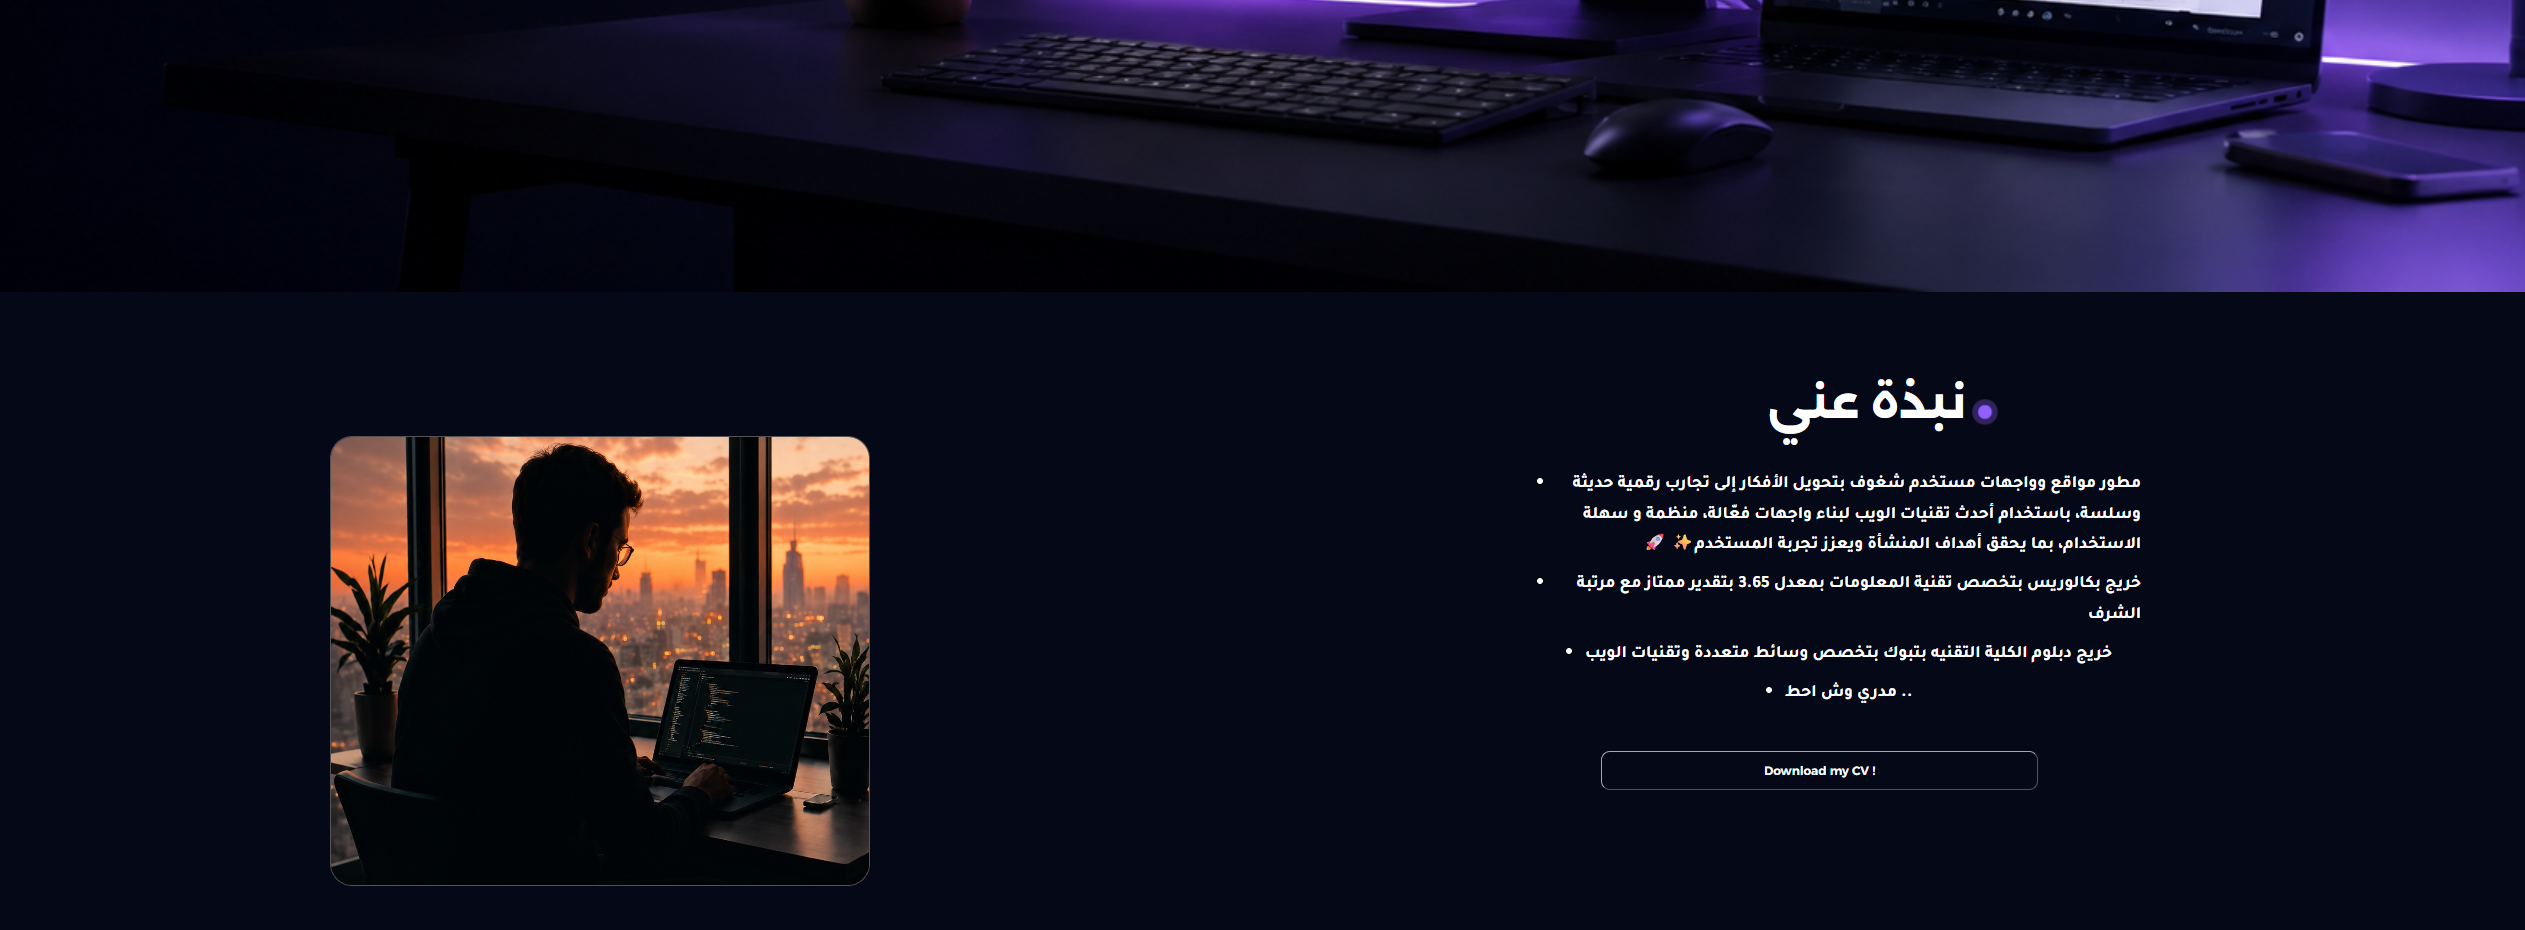 نبذة عني
مطور مواقع وواجهات مستخدم شغوف بتحويل الأفكار إلى تجارب رقمية حديثة
وسلسة، باستخدام أحدث تقنيات الويب لبناء واجهات فعّالة، منظمة و سهلة
الاستخدام، بما يحقق أهداف المنشأة ويعزز تجربة المستخدم✨ 🚀
خريج بكالوريس بتخصص تقنية المعلومات بمعدل 3.65 بتقدير ممتاز مع مرتبة
الشرف
خريج دبلوم الكلية التقنيه بتبوك بتخصص وسائط متعددة وتقنيات الويب
.. مدري وش احط
Download my CV !